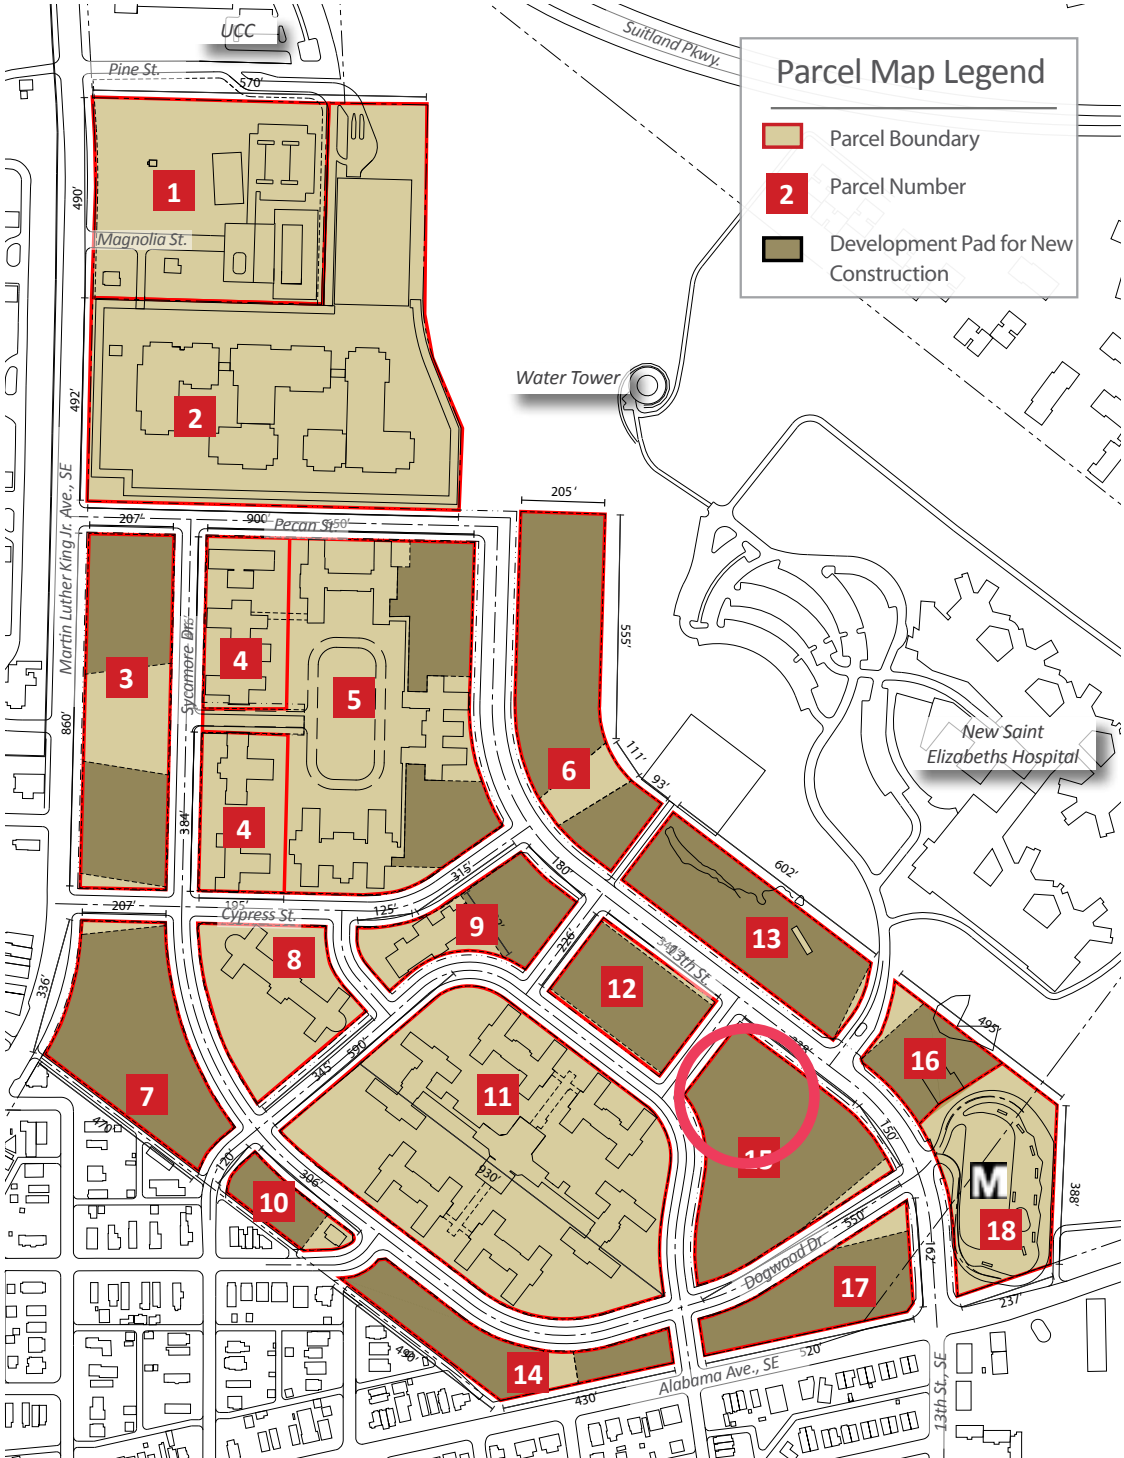 UCC
Suitland Pkwy.
Pine St.
570'
Parcel Map Legend
Parcel Boundary
2
Parcel Number
Development Pad for New
Construction
490'
1
Magnolia St.
Water Tower
492'
2
Martin Luther King Jr. Ave., SE
205'
207'
900'
Pecan St.
555'
3
Sycamore Dr.
4
5
860'
6
111'
93'
New Saint
Elizabeths Hospital
384'
4
602'
315'
180'
207'
195'
Cypress St.
125'
9
226'
13
8
13th St.
12
336'
495'
16
590'
345'
7
11
150'
470'
120'
15
306'
930'
M
388'
10
550'
18
Dogwood Dr.
162'
17
237'
490'
14
520'
Alabama Ave., SE
430'
13th St., SE